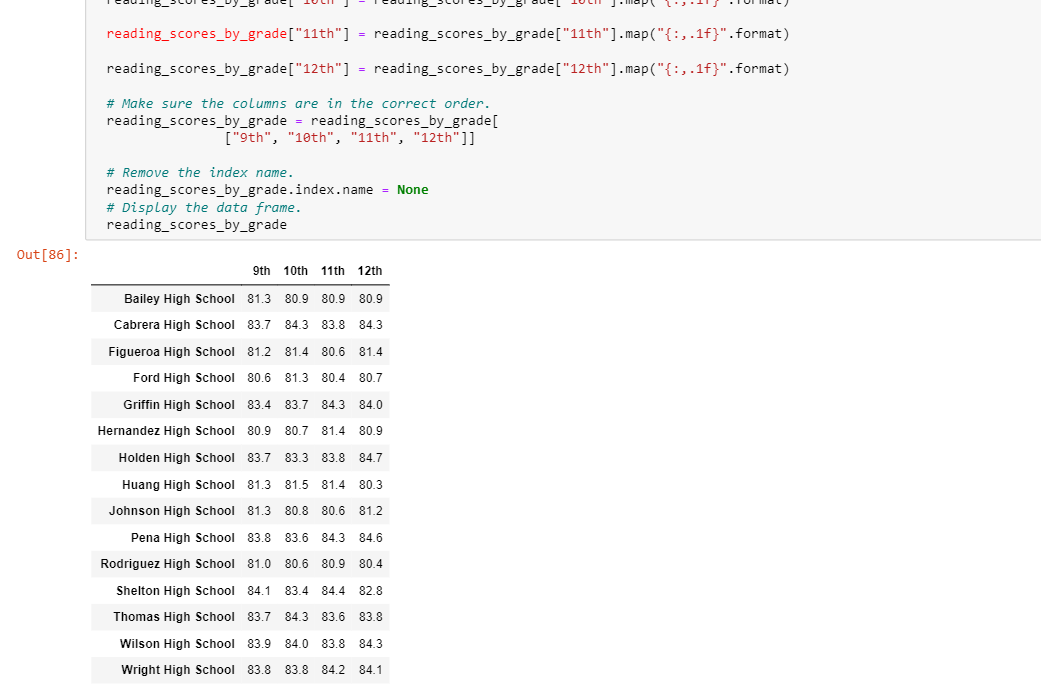 reading_scores_by_grade["10th"] = reading_scores_by_grade["10th"].map("{:,.1f}".format)
reading_scores_by_grade["11th"] = reading_scores_by_grade["11th"].map("{:,.1f}".format)
reading_scores_by_grade["12th"] = reading_scores_by_grade["12th"].map("{:,.1f}".format)
# Make sure the columns are in the correct order.
reading_scores_by_grade = reading_scores_by_grade[
["9th", "10th", "11th", "12th"]]
# Remove the index name.
reading_scores_by_grade.index.name = None
# Display the data frame.
reading_scores_by_grade
Out[86]:
9th 10th 11th 12th
Bailey High School 81.3 80.9 80.9 80.9
Cabrera High School 83.7 84.3 83.8 84.3
Figueroa High School 81.2 81.4 80.6 81.4
Ford High School 80.6 81.3 80.4 80.7
Griffin High School 83.4 83.7 84.3 84.0
Hernandez High School 80.9 80.7 81.4 80.9
Holden High School 83.7 83.3 83.8 84.7
Huang High School 81.3 81.5 81.4 80.3
Johnson High School 81.3 80.8 80.6 81.2
Pena High School 83.8 83.6 84.3 84.6
Rodriguez High School 81.0 80.6 80.9 80.4
Shelton High School 84.1 83.4 84.4 82.8
Thomas High School 83.7 84.3 83.6 83.8
Wilson High School 83.9 84.0 83.8 84.3
Wright High School 83.8 83.8 84.2 84.1